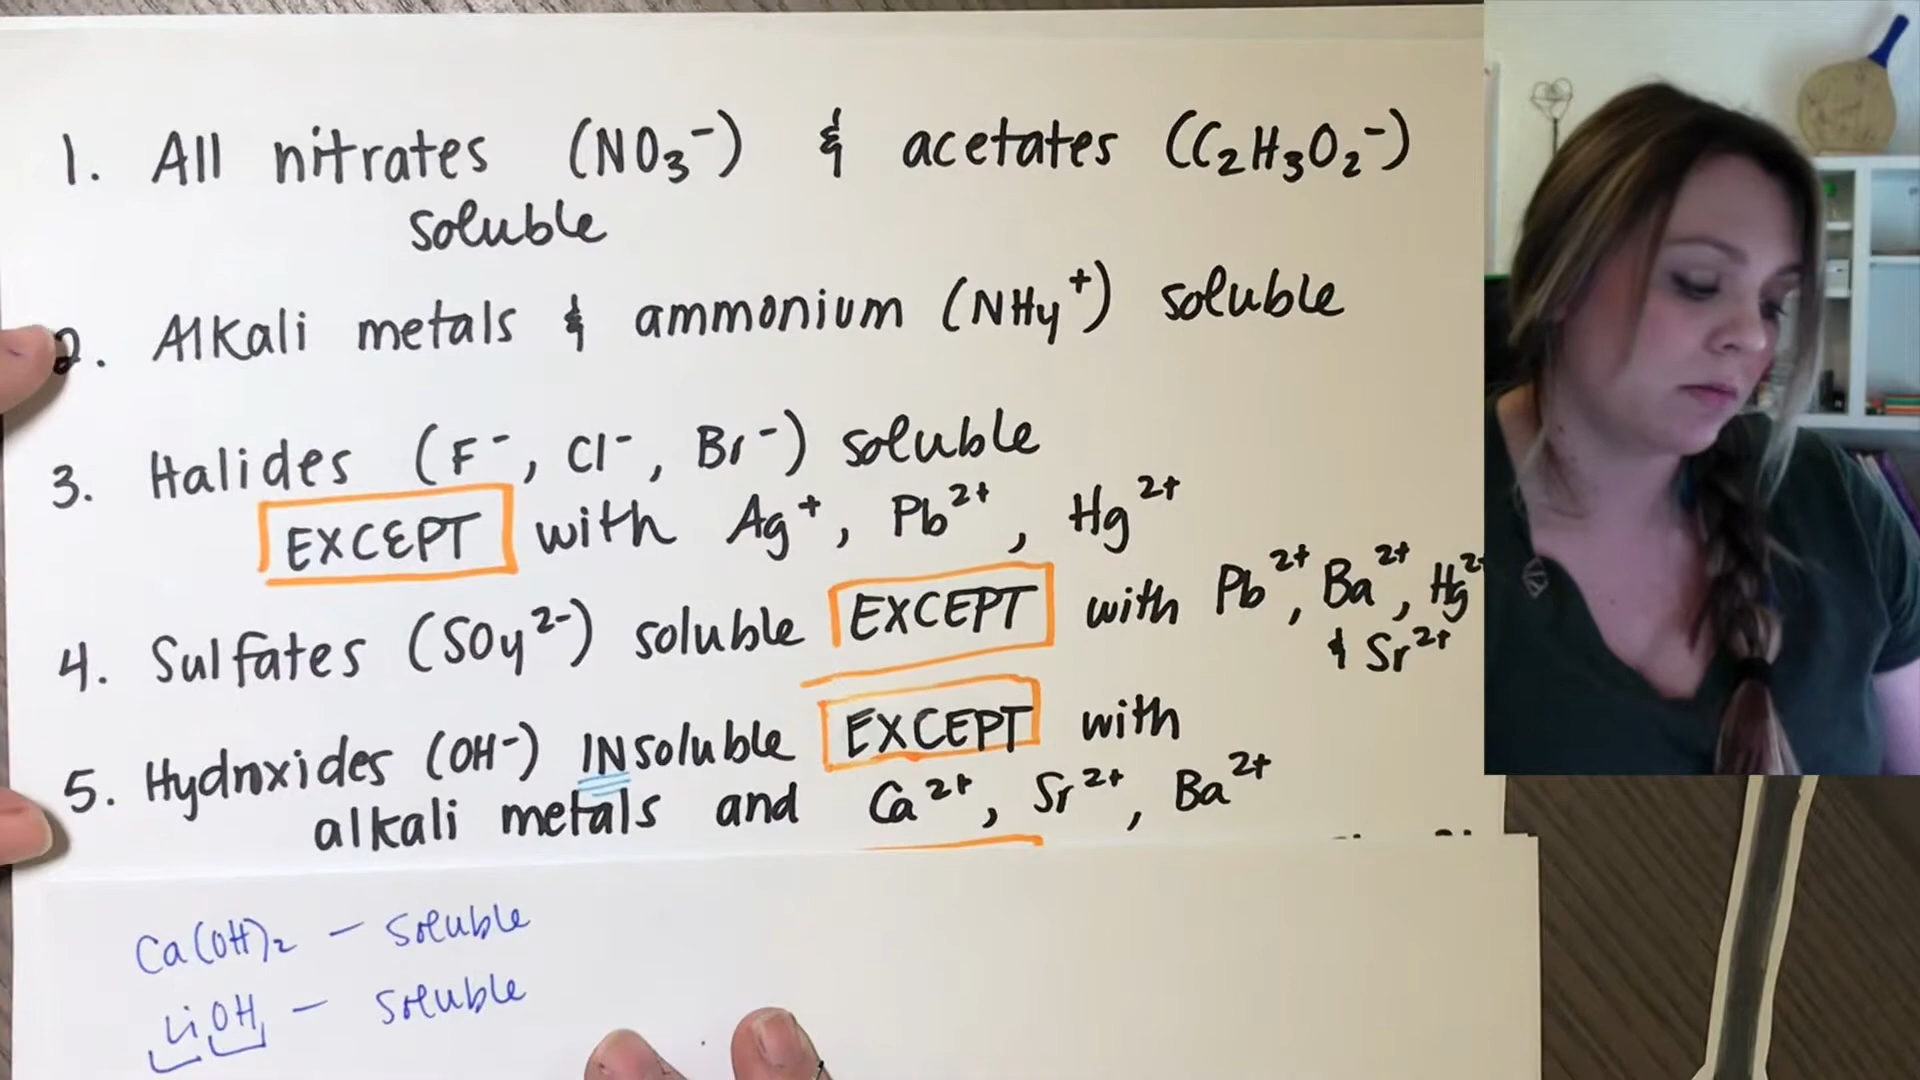 1. All nitrates (NO₃⁻) & acetates (C₂H₃O₂⁻)
soluble
2. Alkali metals & ammonium (NH₄⁺) soluble
3. Halides (F⁻, Cl⁻, Br⁻) soluble
EXCEPT with Ag⁺, Pb²⁺, Hg²⁺
4. Sulfates (SO₄²⁻) soluble EXCEPT with Pb²⁺, Ba²⁺, Hg²⁺
& Sr²⁺
5. Hydroxides (OH⁻) INsoluble EXCEPT with
alkali metals and Ca²⁺, Sr²⁺, Ba²⁺
Ca(OH)₂ — soluble
LiOH — soluble